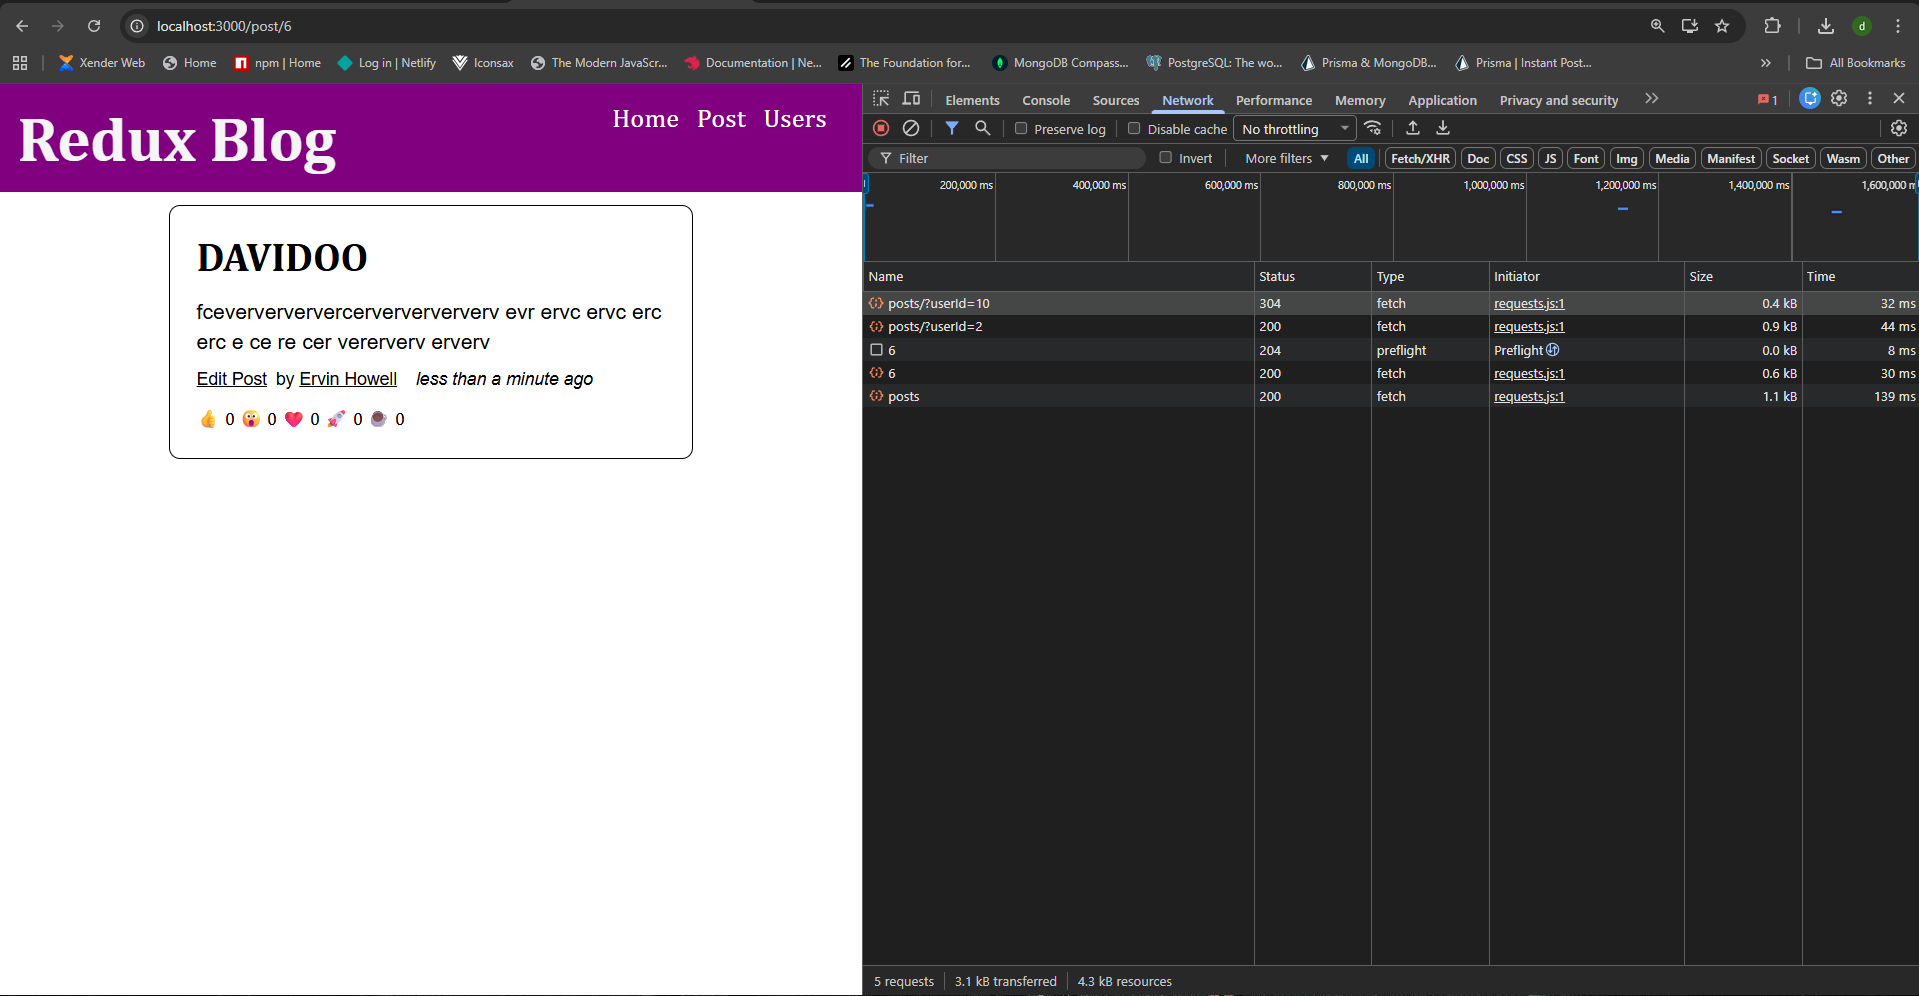 localhost:3000/post/6
d
Xender Web Home npm | Home Log in | Netlify Iconsax The Modern JavaScr... Documentation | Ne... The Foundation for... MongoDB Compass... PostgreSQL: The wo... Prisma & MongoDB... Prisma | Instant Post... All Bookmarks
Redux Blog
Home Post Users
DAVIDOO
fceververververcerververververv evr ervc ervc erc
erc e ce re cer vererverv erverv
Edit Post by Ervin Howell less than a minute ago
👍 0 😲 0 ❤️ 0 🚀 0 ☕ 0
Elements Console Sources Network Performance Memory Application Privacy and security 1
Preserve log Disable cache No throttling
Filter Invert More filters All Fetch/XHR Doc CSS JS Font Img Media Manifest Socket Wasm Other
200,000 ms 400,000 ms 600,000 ms 800,000 ms 1,000,000 ms 1,200,000 ms 1,400,000 ms 1,600,000 m
Name Status Type Initiator Size Time
posts/?userId=10 304 fetch requests.js:1 0.4 kB 32 ms
posts/?userId=2 200 fetch requests.js:1 0.9 kB 44 ms
6 204 preflight Preflight 0.0 kB 8 ms
6 200 fetch requests.js:1 0.6 kB 30 ms
posts 200 fetch requests.js:1 1.1 kB 139 ms
5 requests 3.1 kB transferred 4.3 kB resources